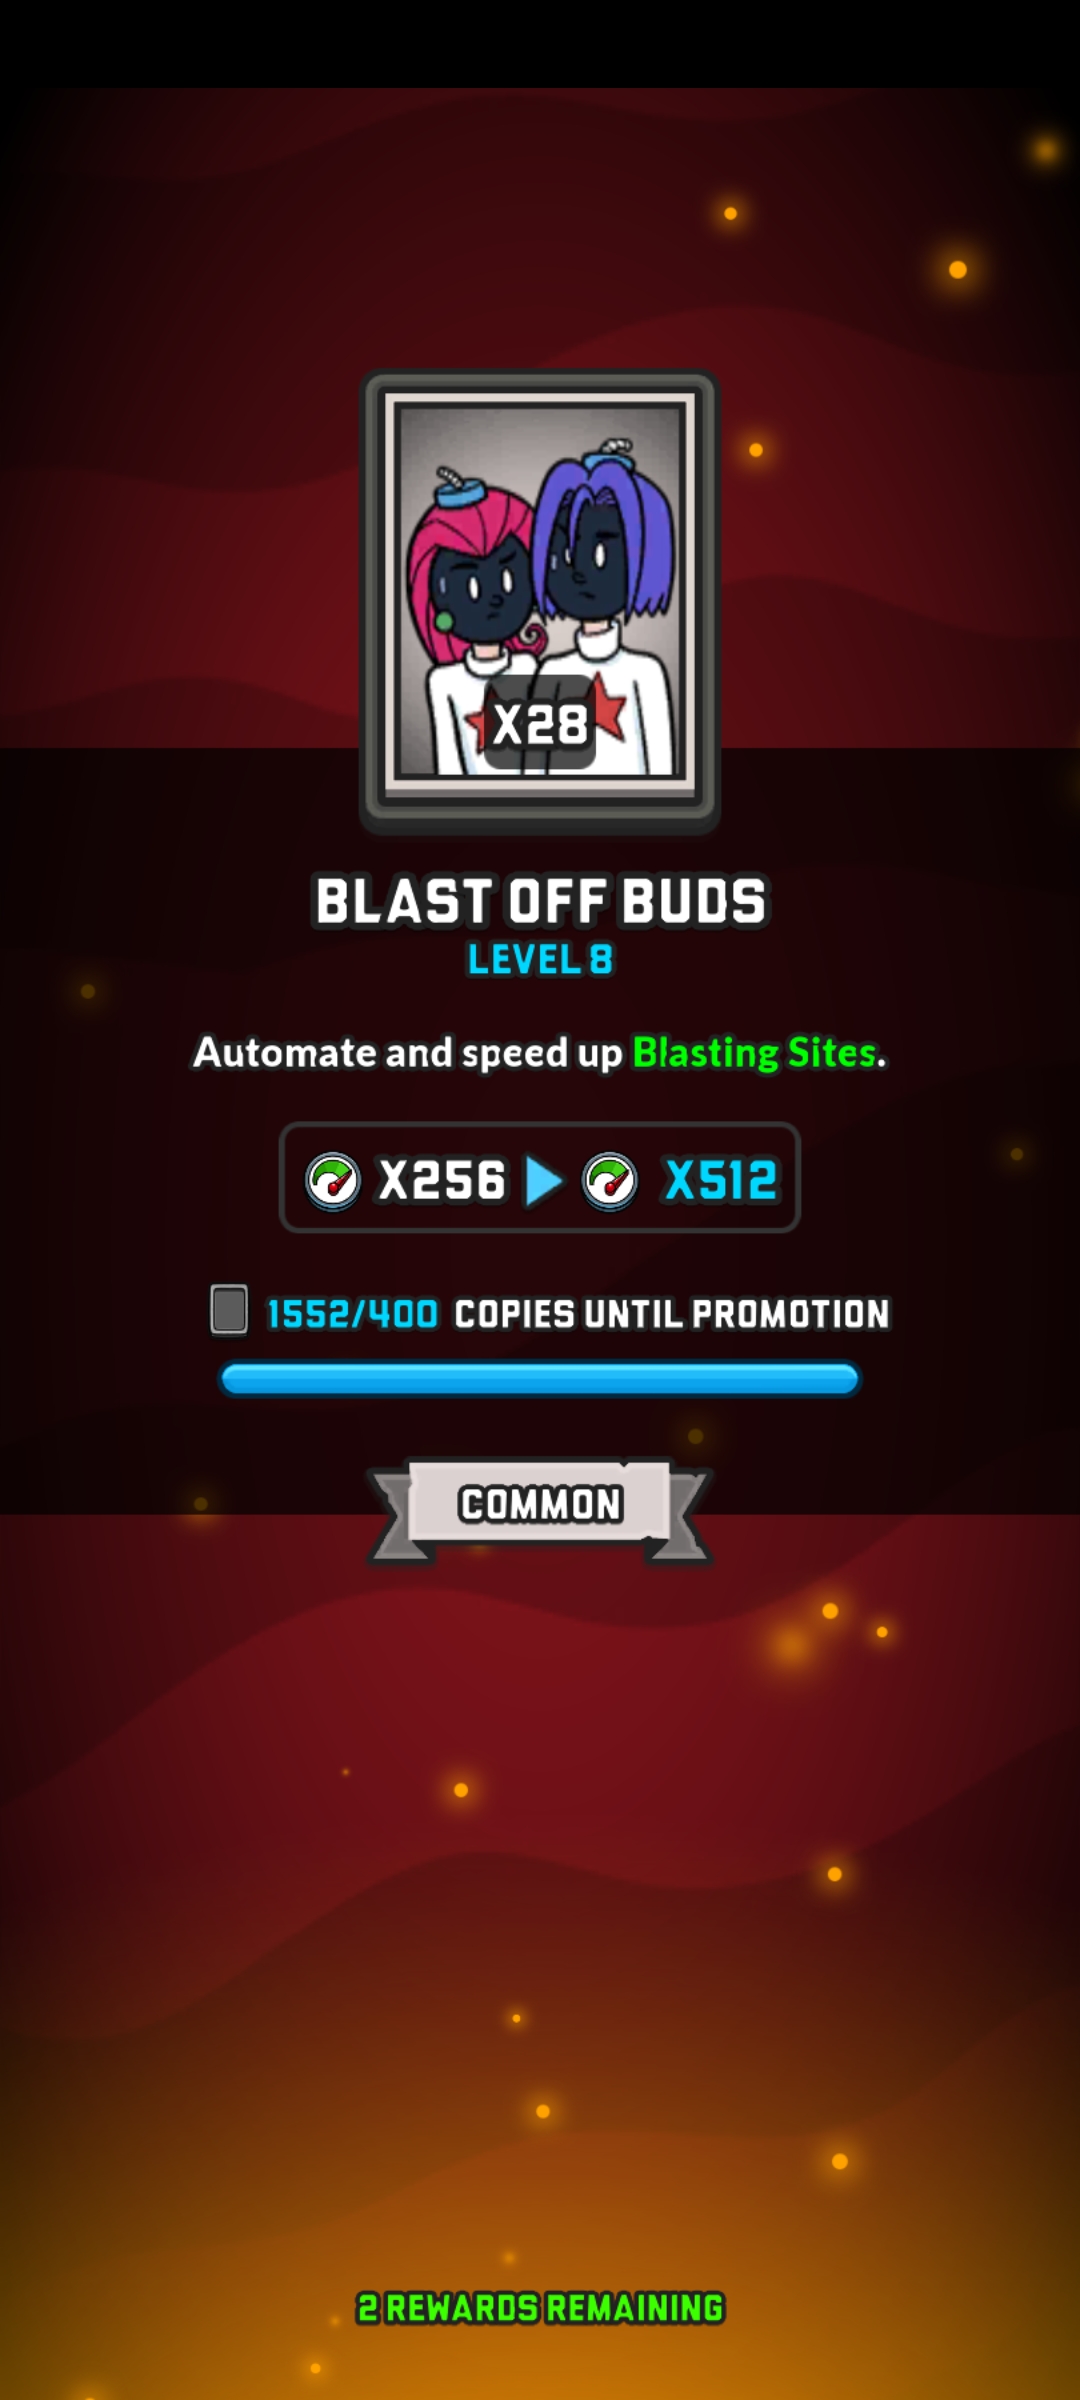 X28
BLAST OFF BUDS
LEVEL 8
Automate and speed up Blasting Sites.
X256 X512
1552/400 COPIES UNTIL PROMOTION
COMMON
2 REWARDS REMAINING